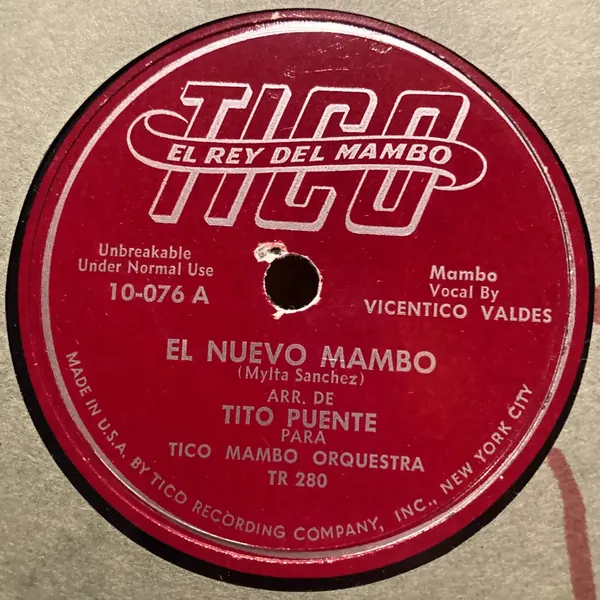 TICO
EL REY DEL MAMBO
Unbreakable
Under Normal Use
10-076 A
Mambo
Vocal By
VICENTICO VALDES
EL NUEVO MAMBO
(Mylta Sanchez)
ARR. DE
TITO PUENTE
PARA
TICO MAMBO ORQUESTRA
TR 280
MADE IN U.S.A. BY TICO RECORDING COMPANY, INC., NEW YORK CITY